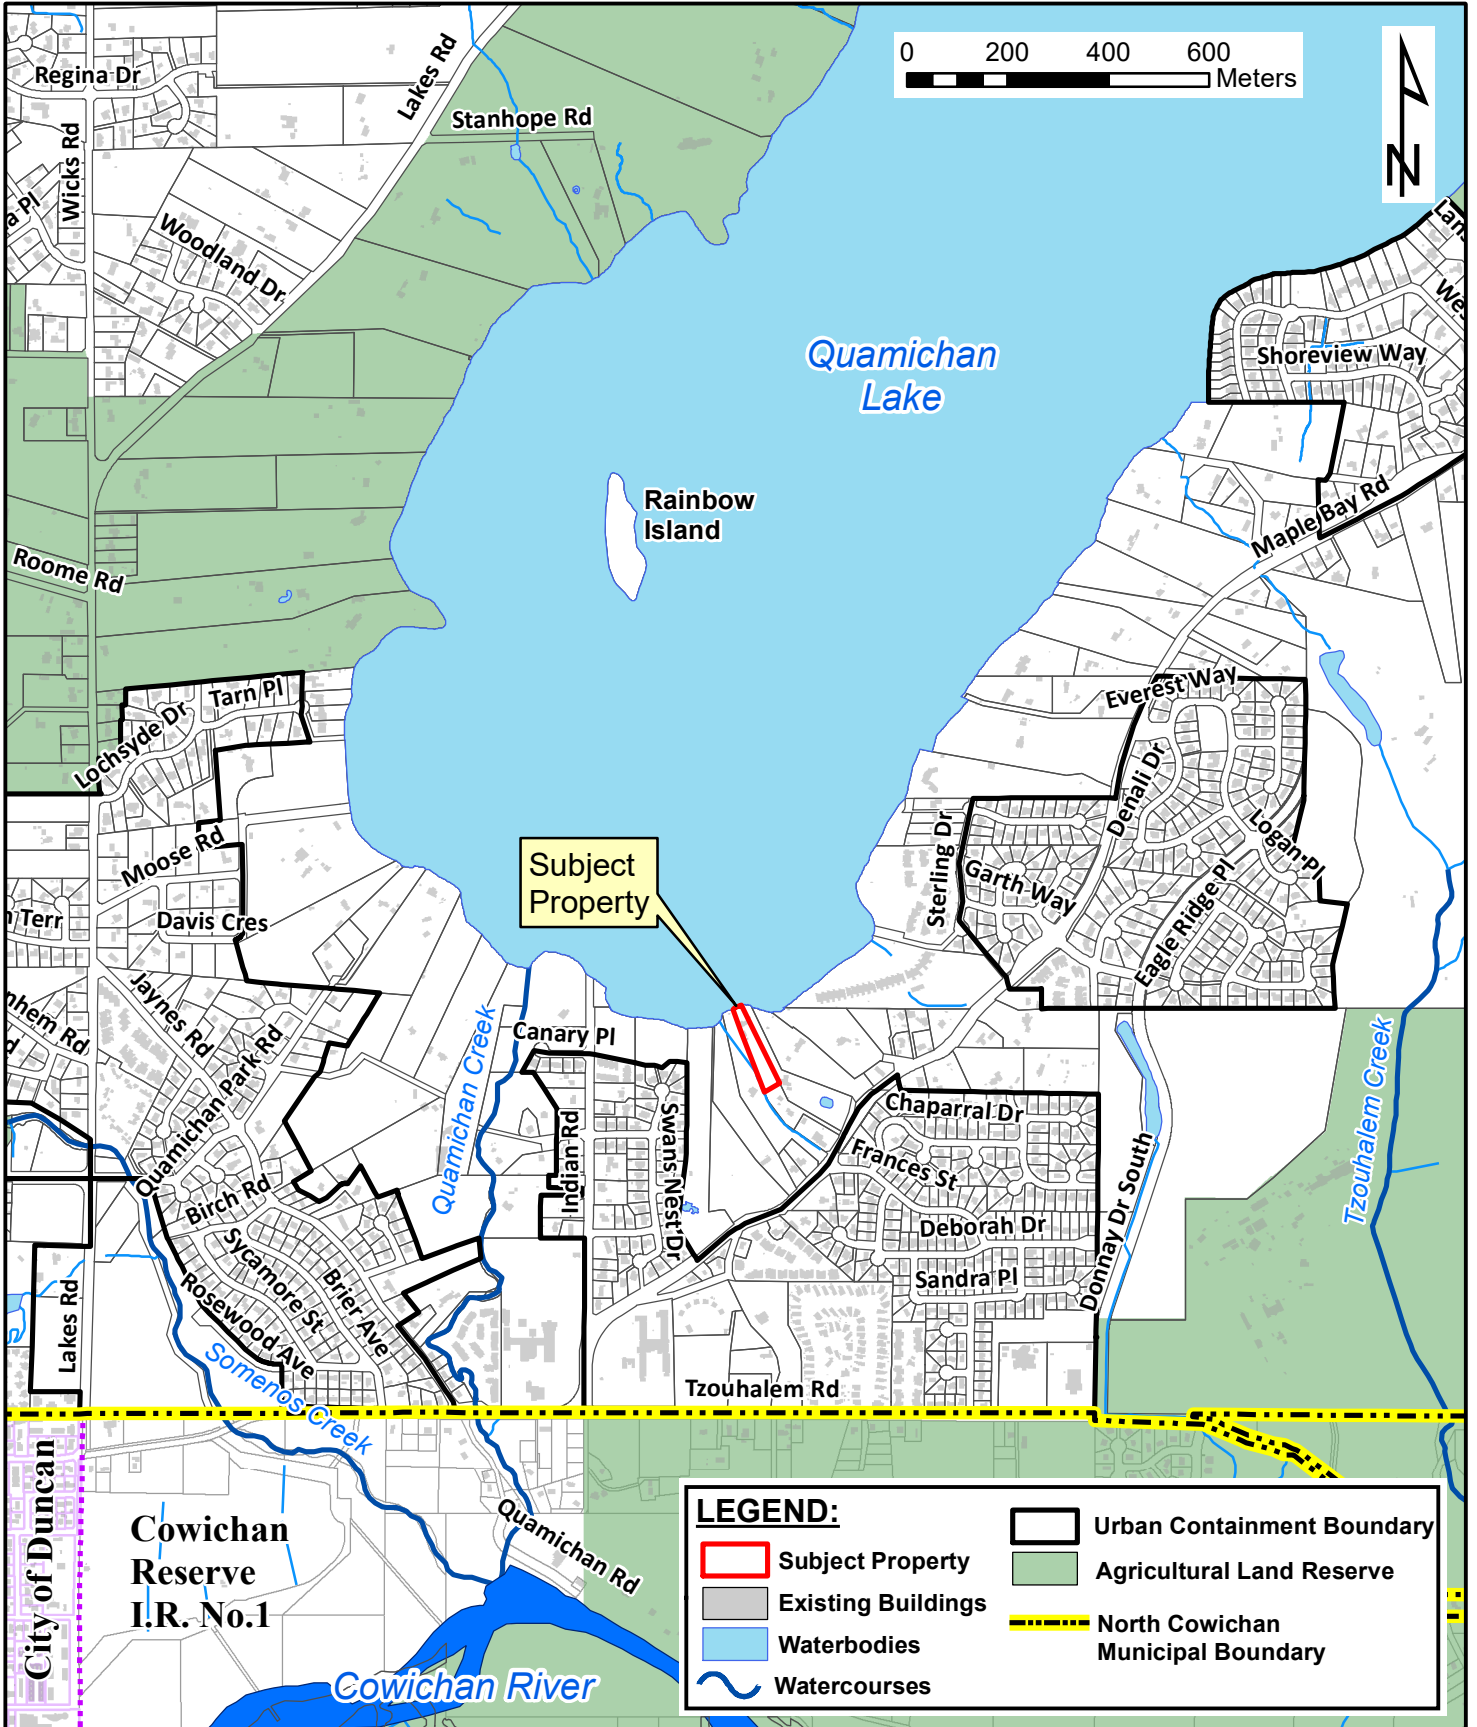 0 200 400 600
Meters
N
Regina Dr
Lakes Rd
Stanhope Rd
Wicks Rd
a Pl
Woodland Dr
Lans
Wes
Shoreview Way
Quamichan
Lake
Rainbow
Island
Maple Bay Rd
Roome Rd
Everest Way
Tarn Pl
Lochsyde Dr
Denali Dr
Logan Pl
Moose Rd
Subject
Property
Sterling Dr
Garth Way
Eagle Ridge Pl
n Terr
Davis Cres
Jaynes Rd
nhem Rd
d
Quamichan Park Rd
Quamichan Creek
Canary Pl
Tzouhalem Creek
Chaparral Dr
Indian Rd
Swans Nest Dr
Frances St
Birch Rd
Deborah Dr
Donnay Dr South
Sycamore St
Brier Ave
Sandra Pl
Rosewood Ave
Lakes Rd
Somenos Creek
Tzouhalem Rd
City of Duncan
Cowichan
Reserve
I.R. No.1
Quamichan Rd
Cowichan River
LEGEND:
Subject Property
Existing Buildings
Waterbodies
Watercourses
Urban Containment Boundary
Agricultural Land Reserve
North Cowichan
Municipal Boundary